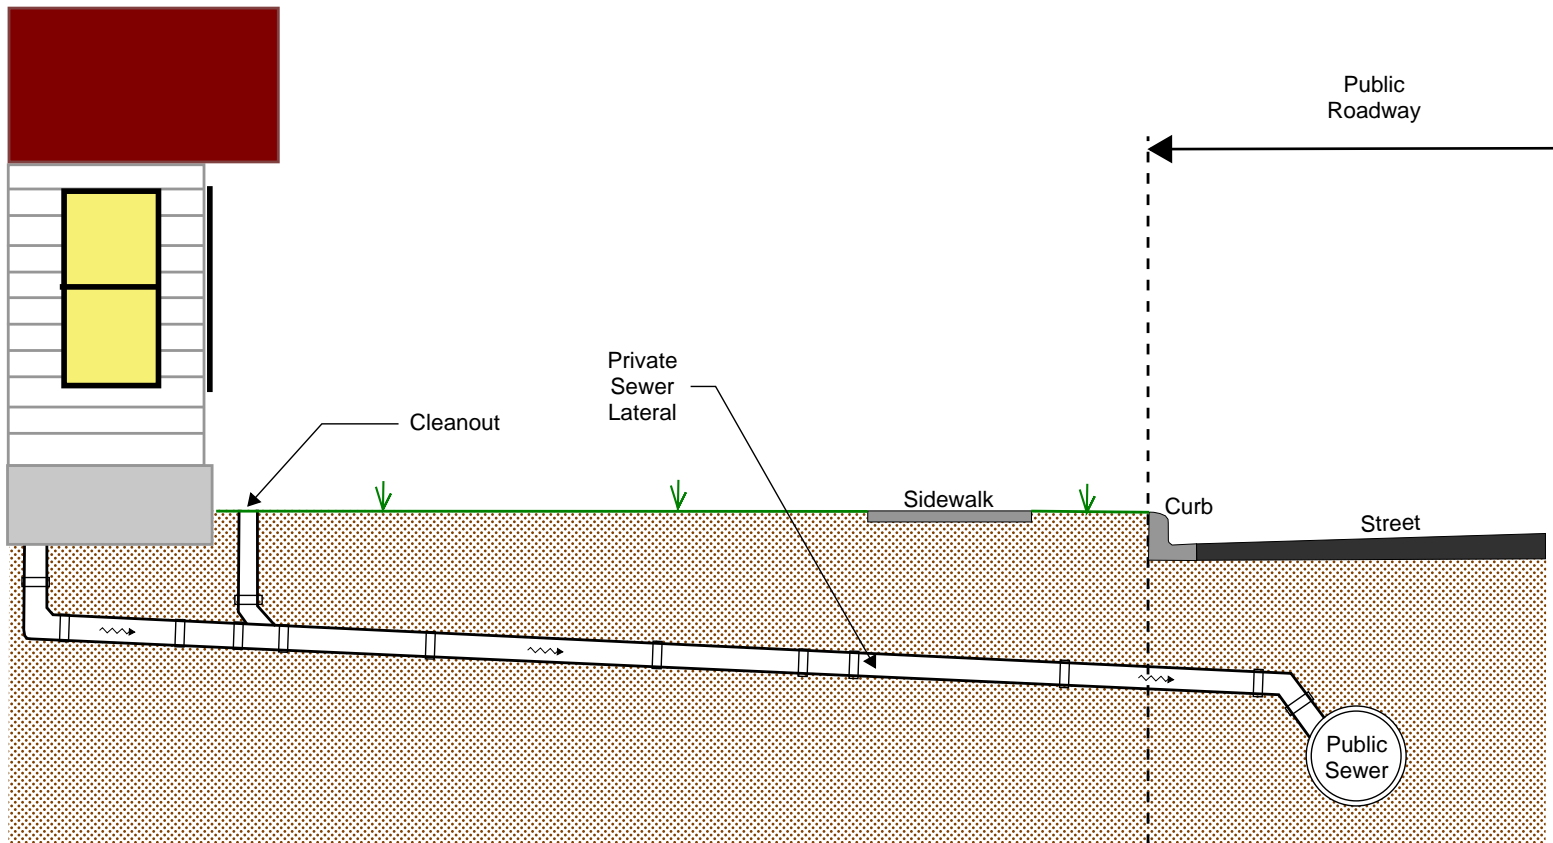 Public
Roadway
Private
Sewer
Lateral
Cleanout
Sidewalk
Curb
Street
Public
Sewer